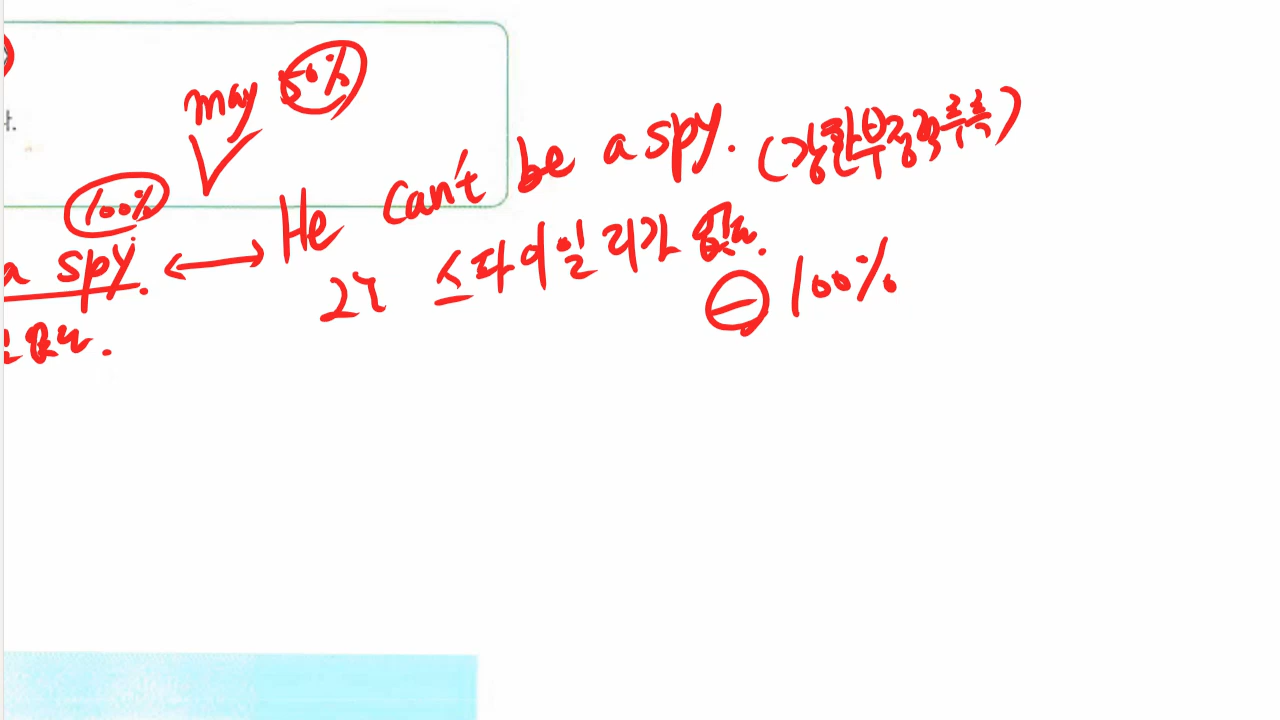 may 50%
He can't be a spy. (강한부정적추측)
100%
a spy. ↔
그는 스파이일 리가 없다.
⊖ 100%
없다.